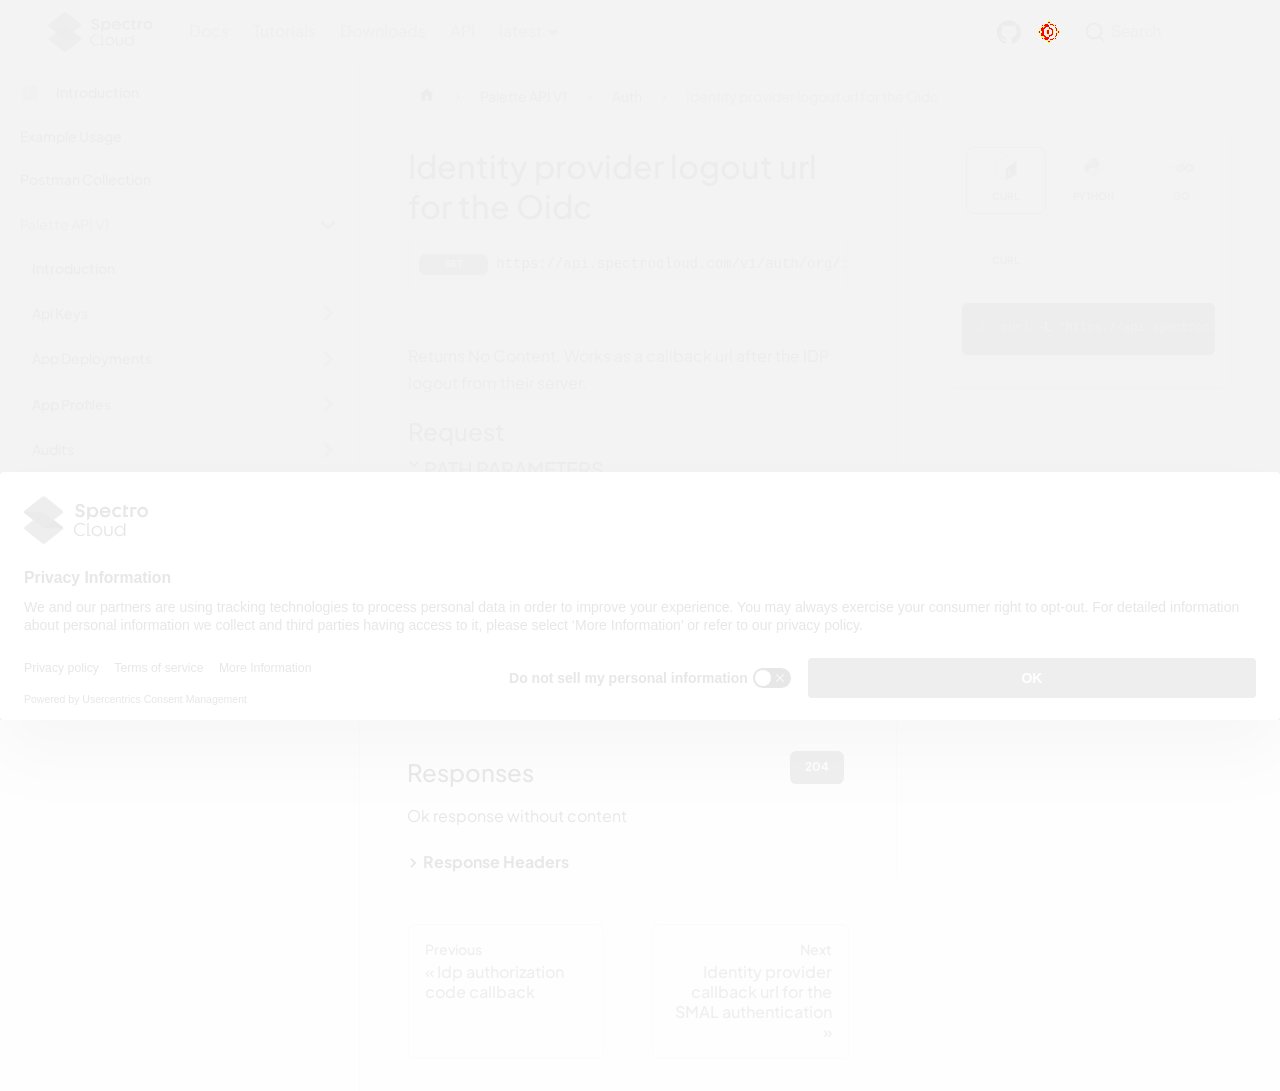 Spectro Cloud
Docs Tutorials Downloads API latest
Search
Introduction
Example Usage
Postman Collection
Palette API V1
Introduction
Api Keys
App Deployments
App Profiles
Audits
Palette API V1
Auth
Identity provider logout url for the Oidc
Identity provider logout url
for the Oidc
GET https://api.spectrocloud.com/v1/auth/org/
Returns No Content. Works as a callback url after the IDP
logout from their server
Request
PATH PARAMETERS
CURL PYTHON GO
CURL
Spectro
Cloud
Privacy Information
We and our partners are using tracking technologies to process personal data in order to improve your experience. You may always exercise your consumer right to opt-out. For detailed information
about personal information we collect and third parties having access to it, please select ‘More Information’ or refer to our privacy policy.
Privacy policy Terms of service More Information
Powered by Usercentrics Consent Management
Do not sell my personal information
OK
Responses
204
Ok response without content
Response Headers
Previous
« Idp authorization
code callback
Next
Identity provider
callback url for the
SMAL authentication
»